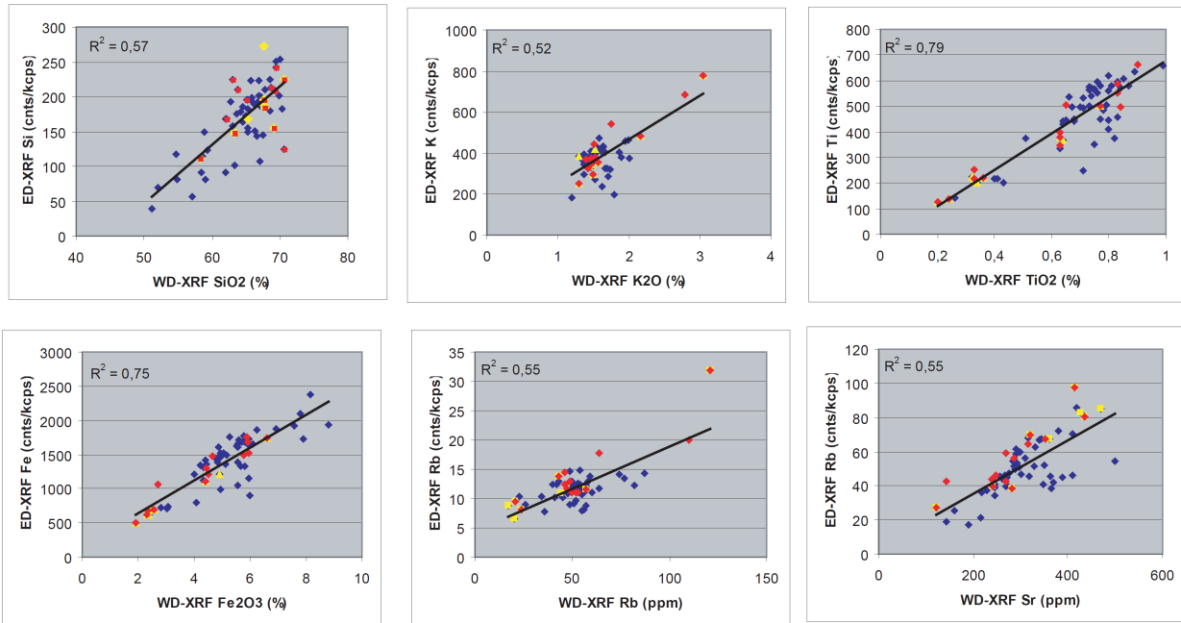 R² = 0,57
ED-XRF Si (cnts/kcps)
300
250
200
150
100
50
0
40 50 60 70 80
WD-XRF SiO2 (%)
R² = 0,52
ED-XRF K (cnts/kcps)
1000
800
600
400
200
0
0 1 2 3 4
WD-XRF K2O (%)
R² = 0,79
ED-XRF Ti (cnts/kcps)
800
700
600
500
400
300
200
100
0
0 0,2 0,4 0,6 0,8 1
WD-XRF TiO2 (%)
R² = 0,75
ED-XRF Fe (cnts/kcps)
3000
2500
2000
1500
1000
500
0
0 2 4 6 8 10
WD-XRF Fe2O3 (%)
R² = 0,55
ED-XRF Rb (cnts/kcps)
35
30
25
20
15
10
5
0
0 50 100 150
WD-XRF Rb (ppm)
R² = 0,55
ED-XRF Rb (cnts/kcps)
120
100
80
60
40
20
0
0 200 400 600
WD-XRF Sr (ppm)